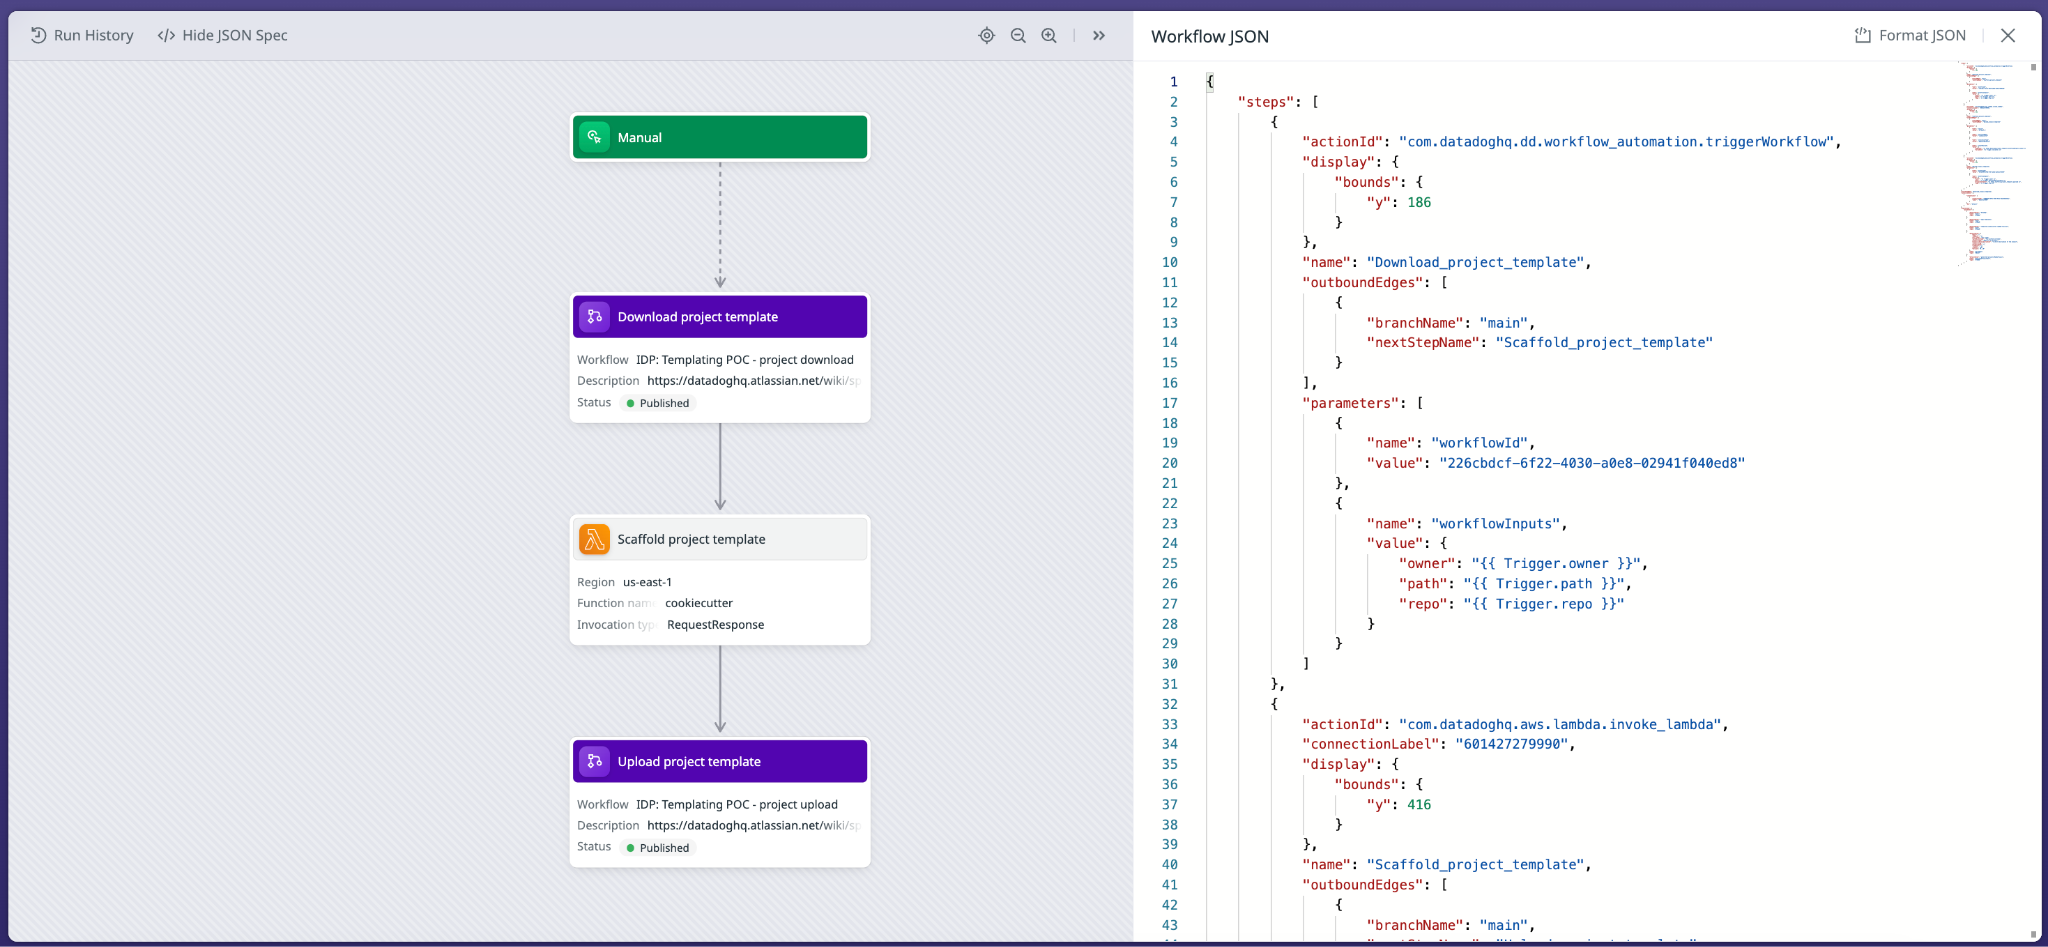 Run History
Hide JSON Spec
Manual
Download project template
Workflow IDP: Templating POC - project download
Description https://datadoghq.atlassian.net/wiki/sp
Status Published
Scaffold project template
Region us-east-1
Function name cookiecutter
Invocation type RequestResponse
Upload project template
Workflow IDP: Templating POC - project upload
Description https://datadoghq.atlassian.net/wiki/sp
Status Published
Workflow JSON
Format JSON
1 {
2 "steps": [
3 {
4 "actionId": "com.datadoghq.dd.workflow_automation.triggerWorkflow",
5 "display": {
6 "bounds": {
7 "y": 186
8 }
9 },
10 "name": "Download_project_template",
11 "outboundEdges": [
12 {
13 "branchName": "main",
14 "nextStepName": "Scaffold_project_template"
15 }
16 ],
17 "parameters": [
18 {
19 "name": "workflowId",
20 "value": "226cbdcf-6f22-4030-a0e8-02941f040ed8"
21 },
22 {
23 "name": "workflowInputs",
24 "value": {
25 "owner": "{{ Trigger.owner }}",
26 "path": "{{ Trigger.path }}",
27 "repo": "{{ Trigger.repo }}"
28 }
29 }
30 ]
31 },
32 {
33 "actionId": "com.datadoghq.aws.lambda.invoke_lambda",
34 "connectionLabel": "601427279990",
35 "display": {
36 "bounds": {
37 "y": 416
38 }
39 },
40 "name": "Scaffold_project_template",
41 "outboundEdges": [
42 {
43 "branchName": "main",